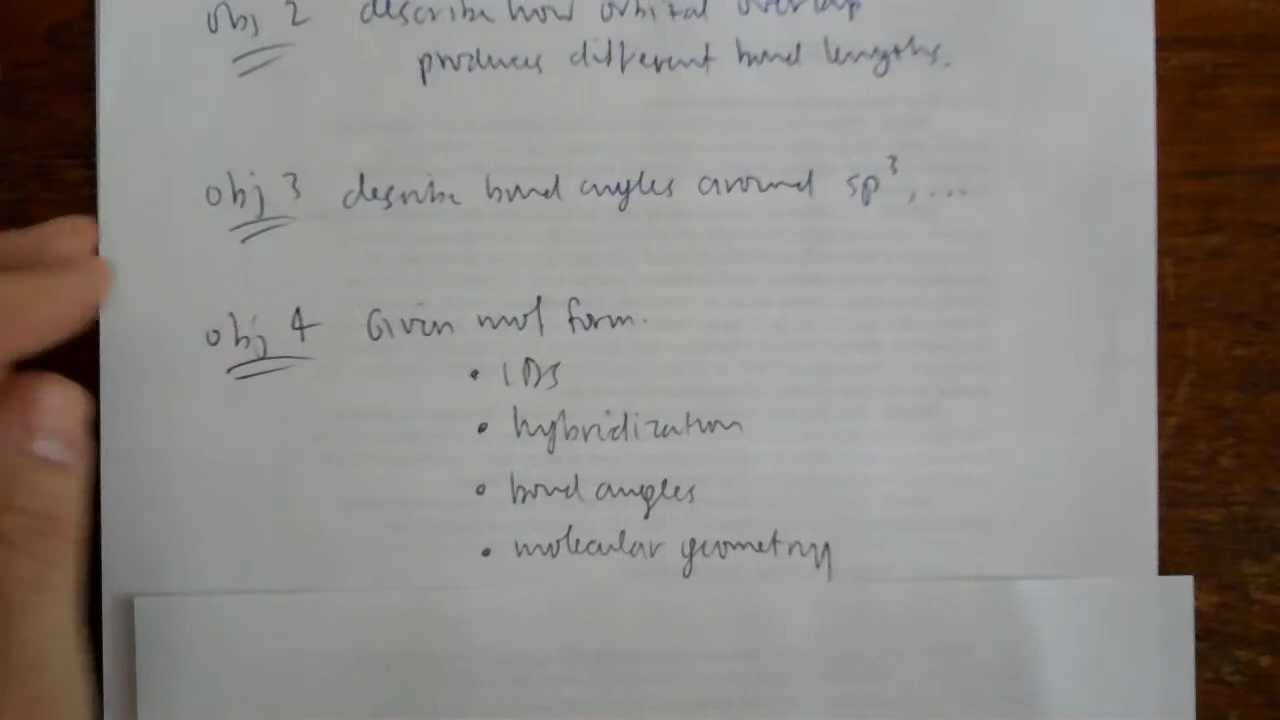 obj 2 describe how orbital overlap
produces different bond lengths.
obj 3 describe bond angles around sp³, ...
obj 4 Given mol form.
• LDS
• hybridization
• bond angles
• molecular geometry